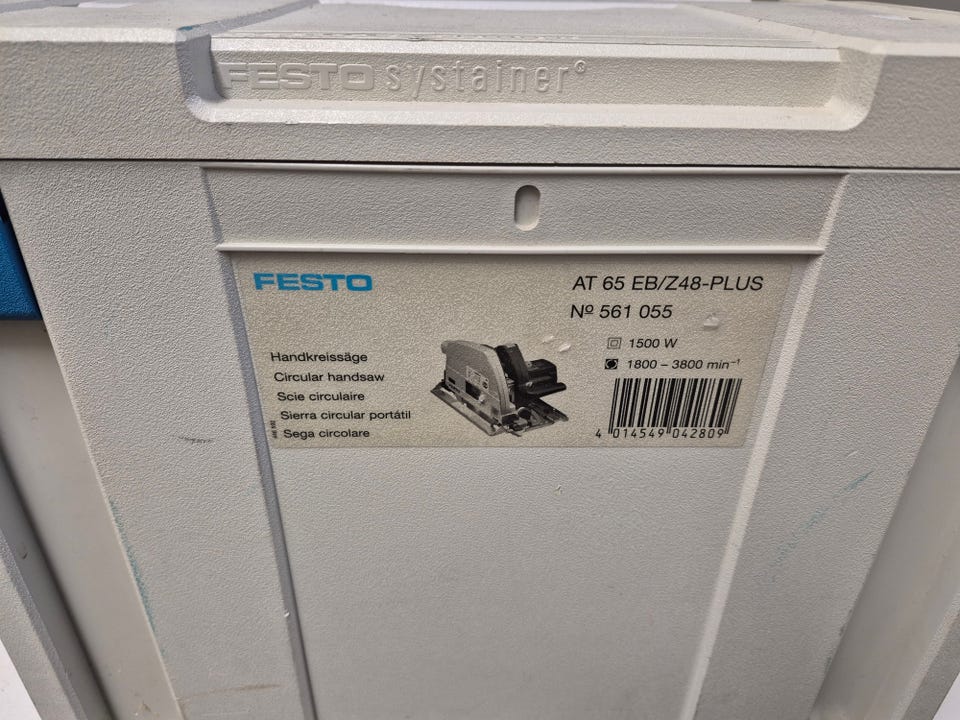 FESTO systainer®
FESTO
AT 65 EB/Z48-PLUS
Nº 561 055
1500 W
1800 – 3800 min⁻¹
Handkreissäge
Circular handsaw
Scie circulaire
Sierra circular portátil
Sega circolare
4 014549 042809